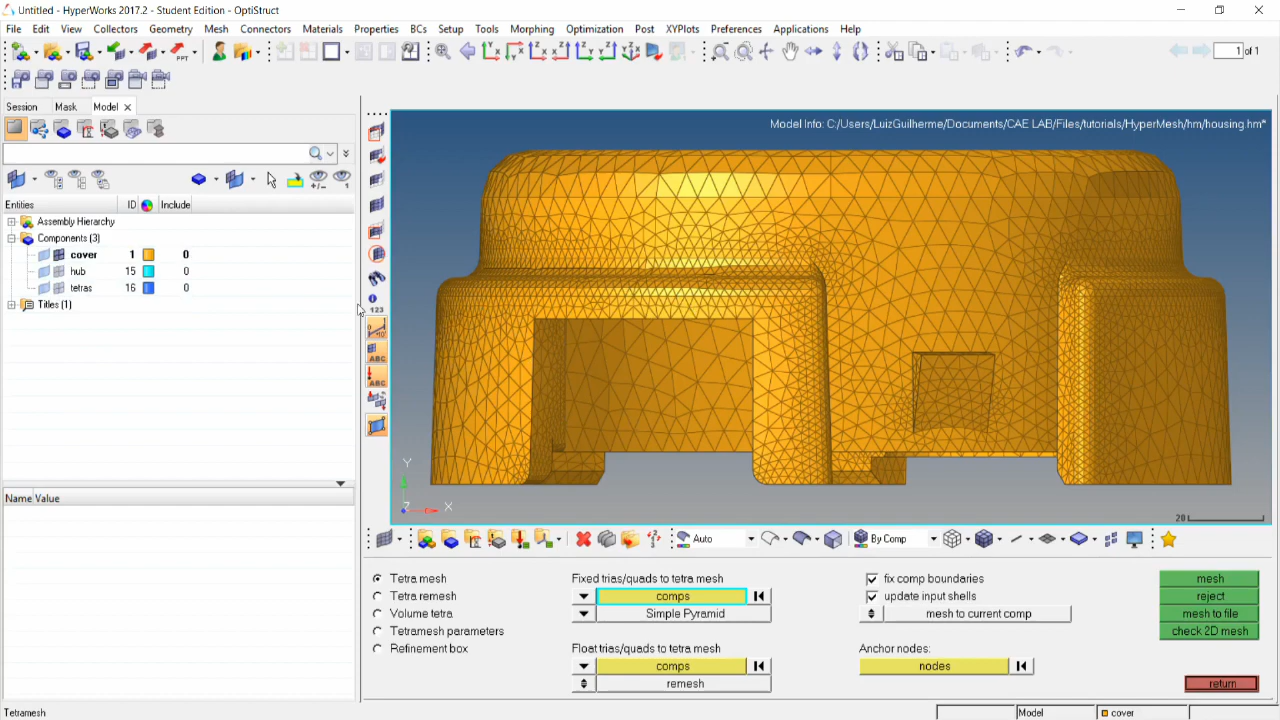 Untitled - HyperWorks 2017.2 - Student Edition - OptiStruct
File Edit View Collectors Geometry Mesh Connectors Materials Properties BCs Setup Tools Morphing Optimization Post XYPlots Preferences Applications Help
1 of 1
Session Mask Model
Model Info: C:/Users/LuizGuilherme/Documents/CAE LAB/Files/tutorials/HyperMesh/hm/housing.hm*
Entities ID Include
Assembly Hierarchy
Components (3)
cover 1 0
hub 15 0
tetras 16 0
Titles (1)
123
ABC
ABC
Y
Z X
20
Name Value
Auto By Comp
Tetra mesh
Tetra remesh
Volume tetra
Tetramesh parameters
Refinement box
Fixed trias/quads to tetra mesh
comps
Simple Pyramid
Float trias/quads to tetra mesh
comps
remesh
fix comp boundaries
update input shells
mesh to current comp
Anchor nodes:
nodes
mesh
reject
mesh to file
check 2D mesh
return
Tetramesh Model cover